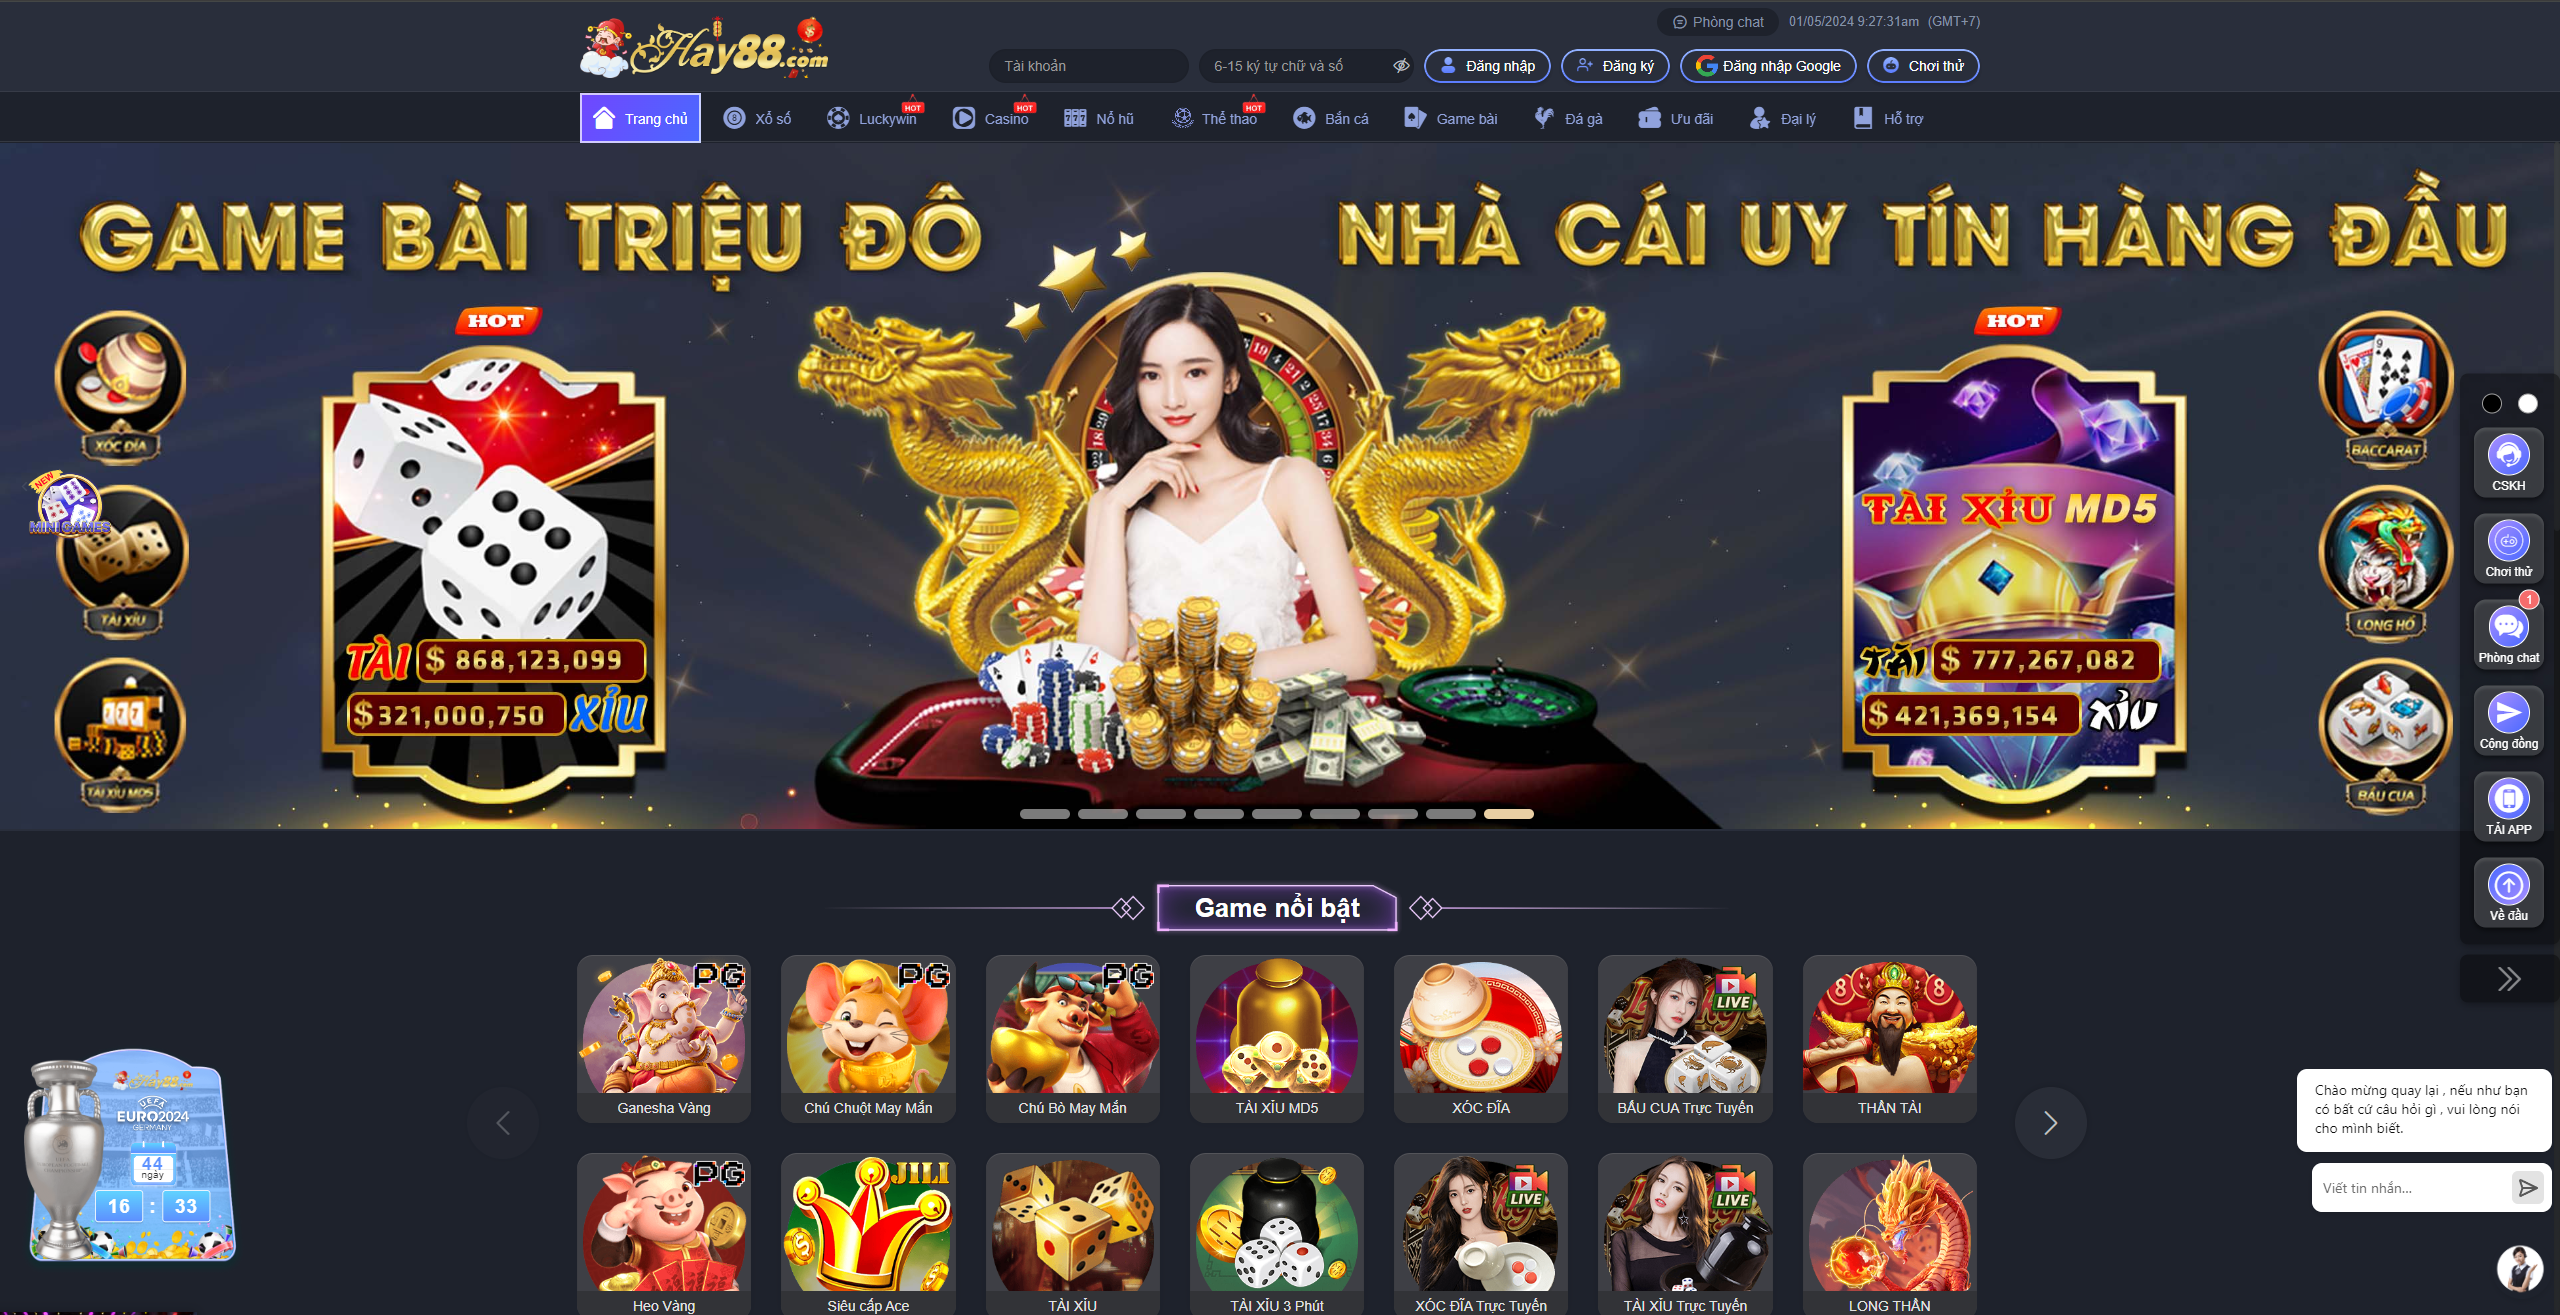 Hay88.com
Phòng chat
01/05/2024 9:27:31am (GMT+7)
Tài khoản
6-15 ký tự chữ và số
Đăng nhập
Đăng ký
Đăng nhập Google
Chơi thử
Trang chủ
Xổ số
Luckywin
HOT
Casino
HOT
Nổ hũ
Thể thao
HOT
Bắn cá
Game bài
Đá gà
Ưu đãi
Đại lý
Hỗ trợ
GAME BÀI TRIỆU ĐÔ
NHÀ CÁI UY TÍN HÀNG ĐẦU
XÓC DĨA
NEW
MINI GAMES
TÀI XỈU
TÀI XỈU MD5
HOT
TÀI $ 868,123,099
$321,000,750 XỈU
HOT
TÀI XỈU MD5
TÀI $ 777,267,082
$421,369,154 XỈU
BACCARAT
LONG HỔ
BẦU CUA
CSKH
Chơi thử
1
Phòng chat
Cộng đồng
TẢI APP
Về đầu
Game nổi bật
PG
Ganesha Vàng
PG
Chú Chuột May Mắn
PG
Chú Bò May Mắn
TÀI XỈU MD5
XÓC ĐĨA
LIVE
BẦU CUA Trực Tuyến
8 8
THẦN TÀI
PG
Heo Vàng
JILI
Siêu cấp Ace
TÀI XỈU
TÀI XỈU 3 Phút
LIVE
XÓC ĐĨA Trực Tuyến
LIVE
TÀI XỈU Trực Tuyến
LONG THẦN
Hay88.com
UEFA
EURO2024
GERMANY
44
ngày
16 : 33
Chào mừng quay lại , nếu như bạn
có bất cứ câu hỏi gì , vui lòng nói
cho mình biết.
Viết tin nhắn...